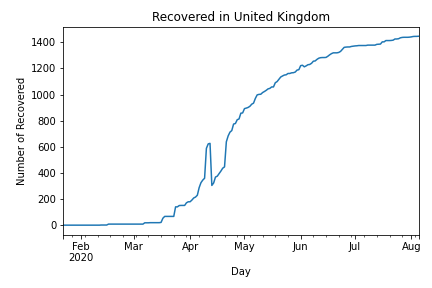 Recovered in United Kingdom
Number of Recovered
1400
1200
1000
800
600
400
200
0
Feb Mar Apr May Jun Jul Aug
2020
Day